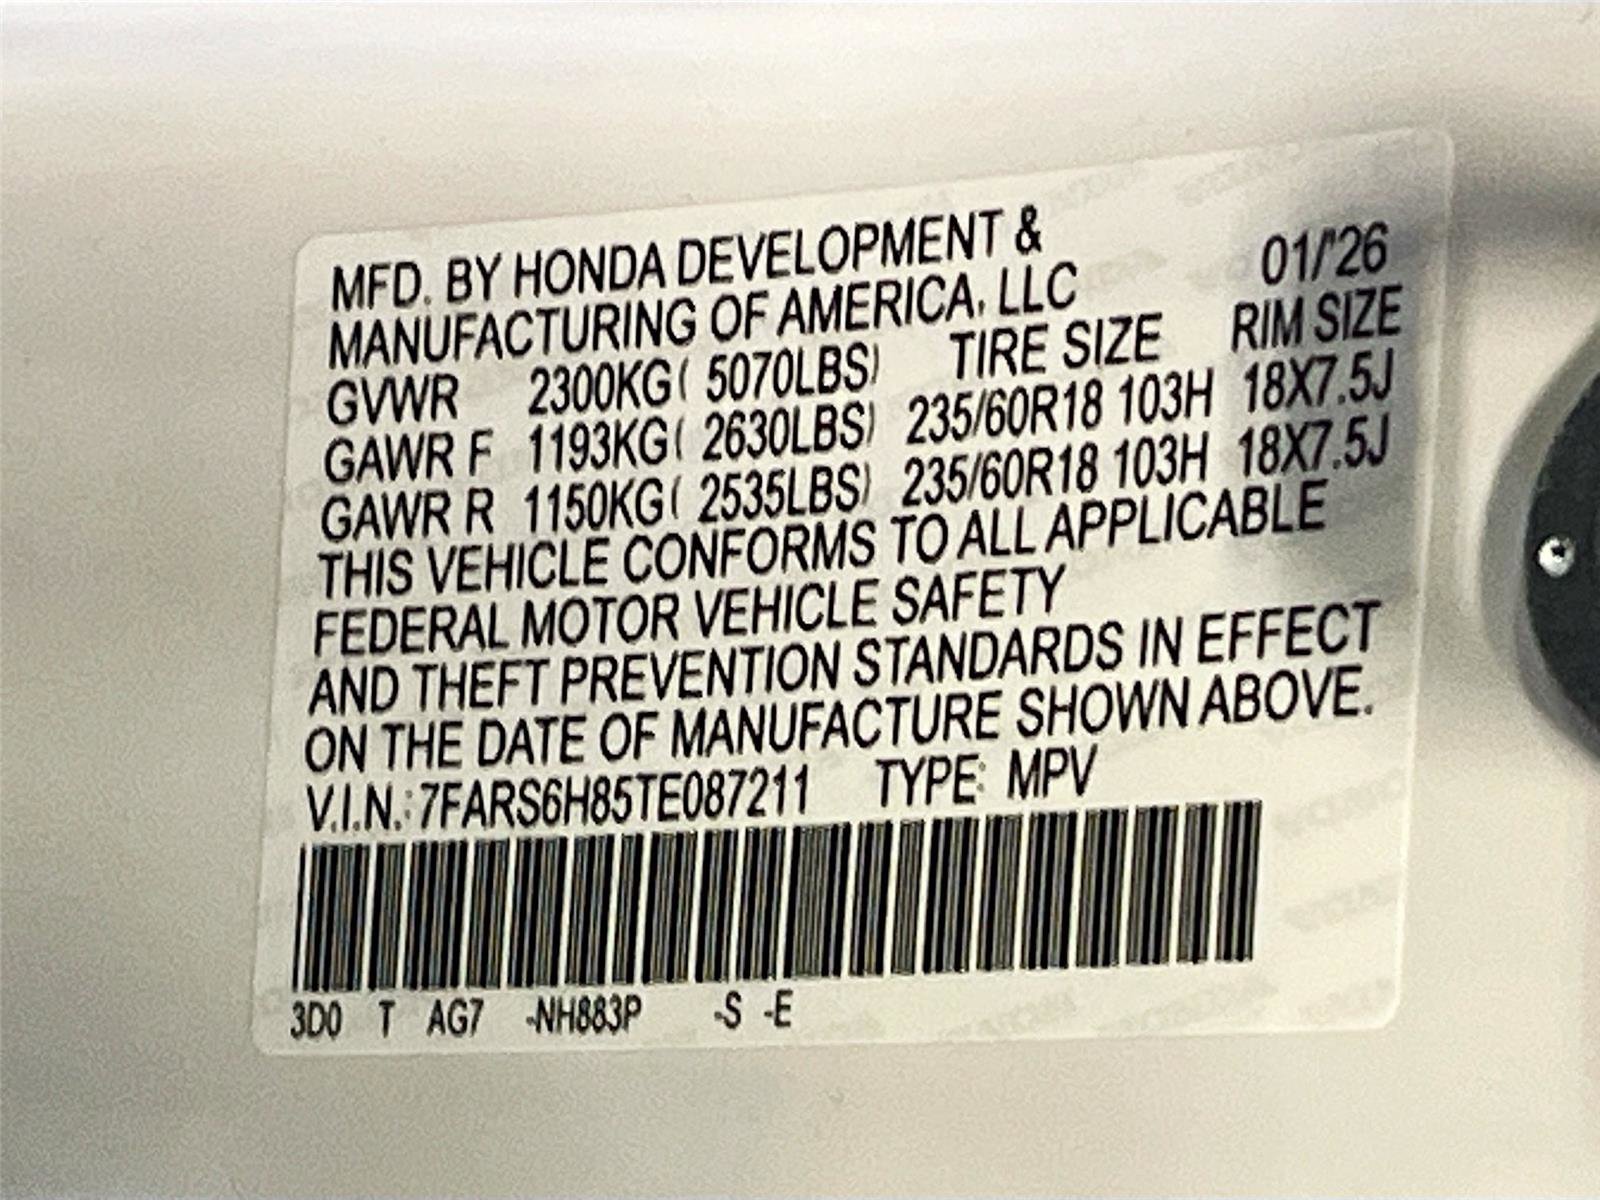 MFD. BY HONDA DEVELOPMENT &
MANUFACTURING OF AMERICA, LLC 01/'26
GVWR 2300KG( 5070LBS) TIRE SIZE RIM SIZE
GAWR F 1193KG( 2630LBS) 235/60R18 103H 18X7.5J
GAWR R 1150KG( 2535LBS) 235/60R18 103H 18X7.5J
THIS VEHICLE CONFORMS TO ALL APPLICABLE
FEDERAL MOTOR VEHICLE SAFETY
AND THEFT PREVENTION STANDARDS IN EFFECT
ON THE DATE OF MANUFACTURE SHOWN ABOVE.
V.I.N.: 7FARS6H85TE087211 TYPE: MPV
3D0 T AG7 -NH883P -S -E